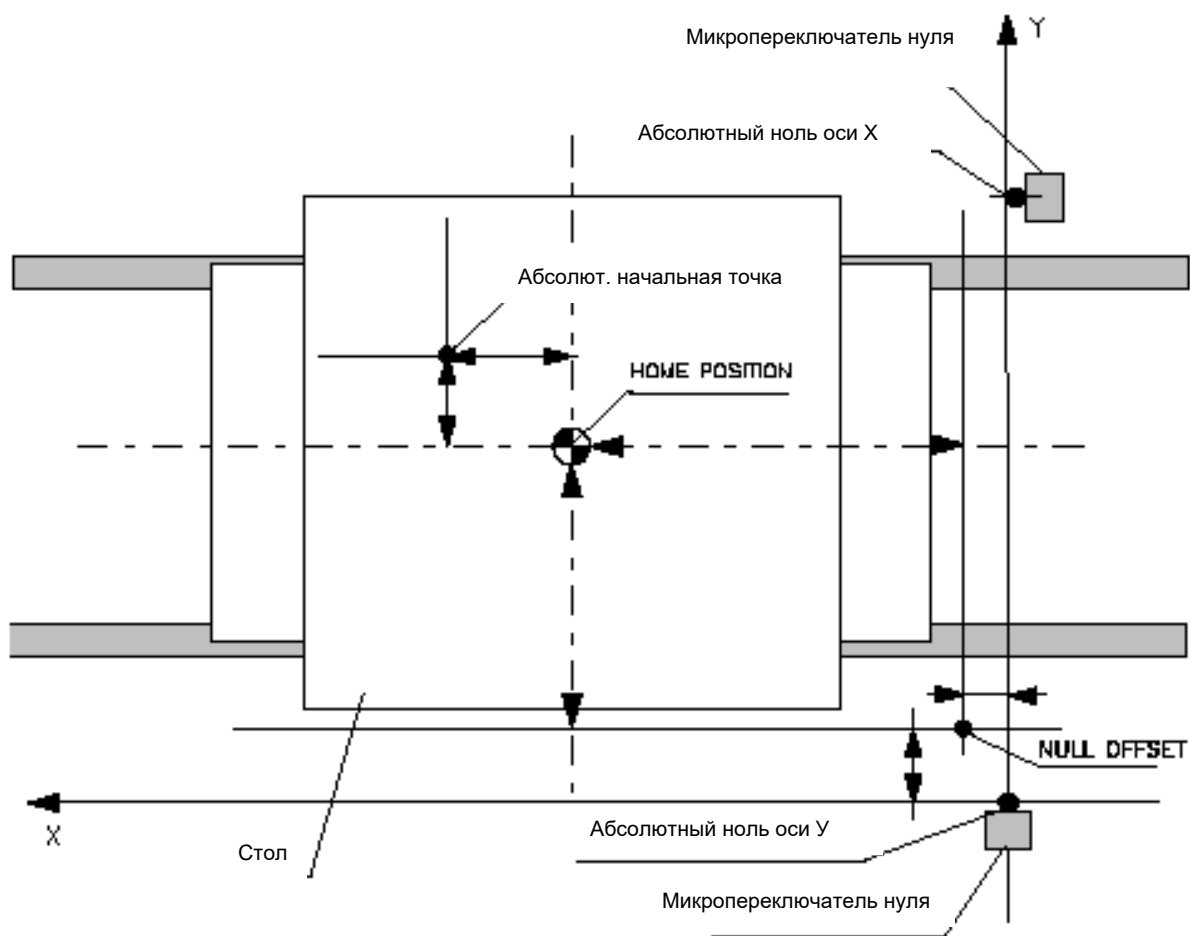 Микропереключатель нуля
Y
Абсолютный ноль оси X
Абсолют. начальная точка
HOME POSITION
NULL OFFSET
X
Абсолютный ноль оси У
Стол
Микропереключатель нуля